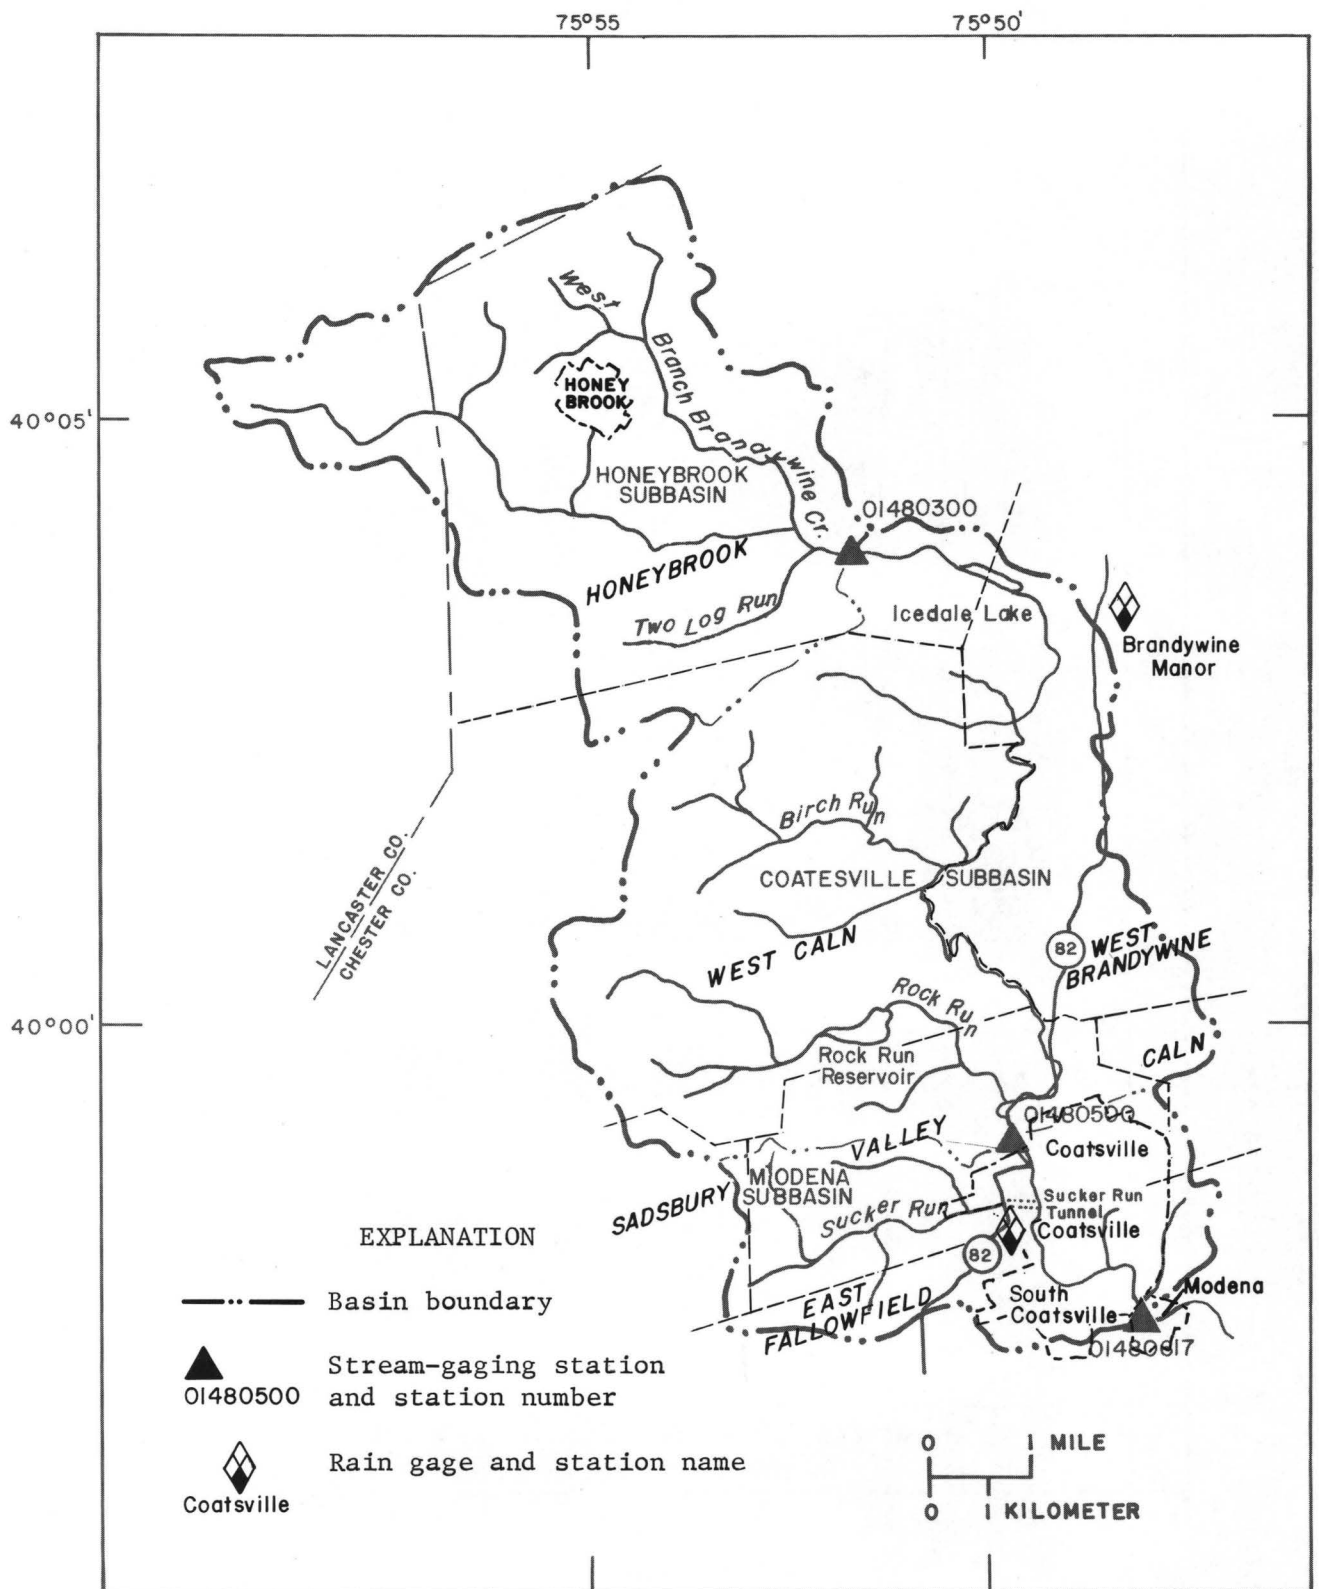 75°55
75°50'
West
Branch Brandywine Cr.
HONEY
BROOK
40°05'
HONEYBROOK
SUBBASIN
01480300
HONEYBROOK
Two Log Run
Icedale Lake
Brandywine
Manor
Birch Run
COATESVILLE SUBBASIN
LANCASTER CO.
CHESTER CO.
WEST CALN
82
WEST
BRANDYWINE
Rock Run
40°00'
Rock Run
Reservoir
CALN
01480500
VALLEY
Coatsville
MODENA
SUBBASIN
SADSBURY
Sucker Run
Sucker Run
Tunnel
Coatsville
82
EAST
FALLOWFIELD
South
Coatsville
Modena
01480617
EXPLANATION
Basin boundary
Stream-gaging station
01480500 and station number
Rain gage and station name
Coatsville
0 1 MILE
0 1 KILOMETER